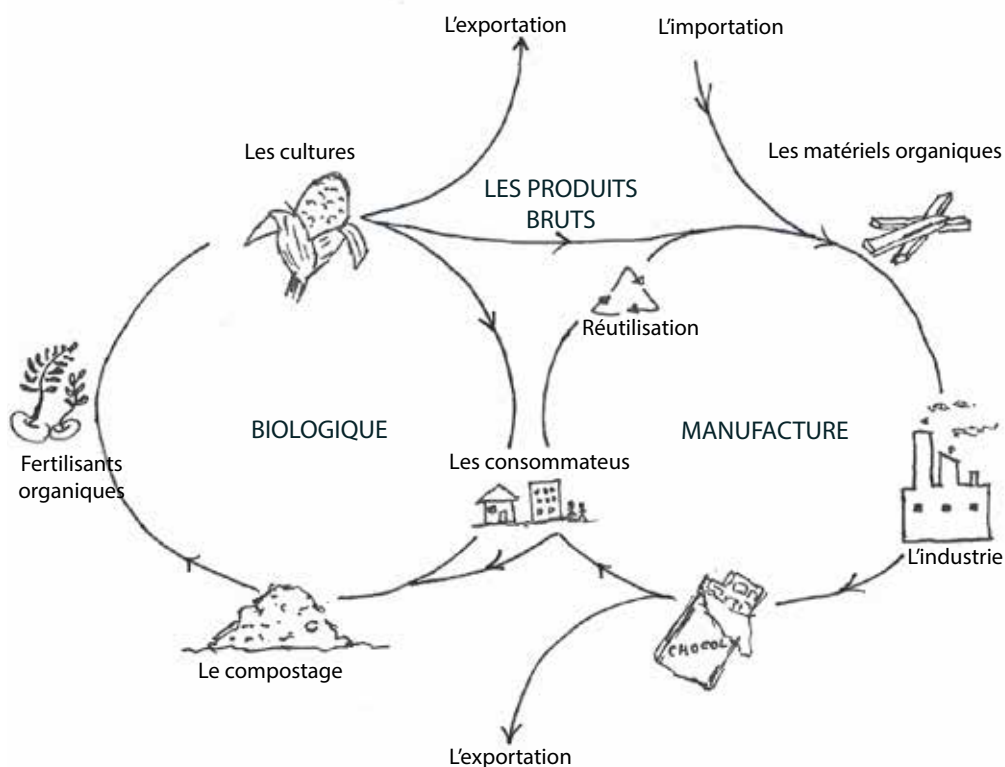 L'exportation
L'importation
Les cultures
Les matériels organiques
LES PRODUITS
BRUTS
Réutilisation
BIOLOGIQUE
MANUFACTURE
Les consommateus
Fertilisants
organiques
L'industrie
CHOCOL
Le compostage
L'exportation